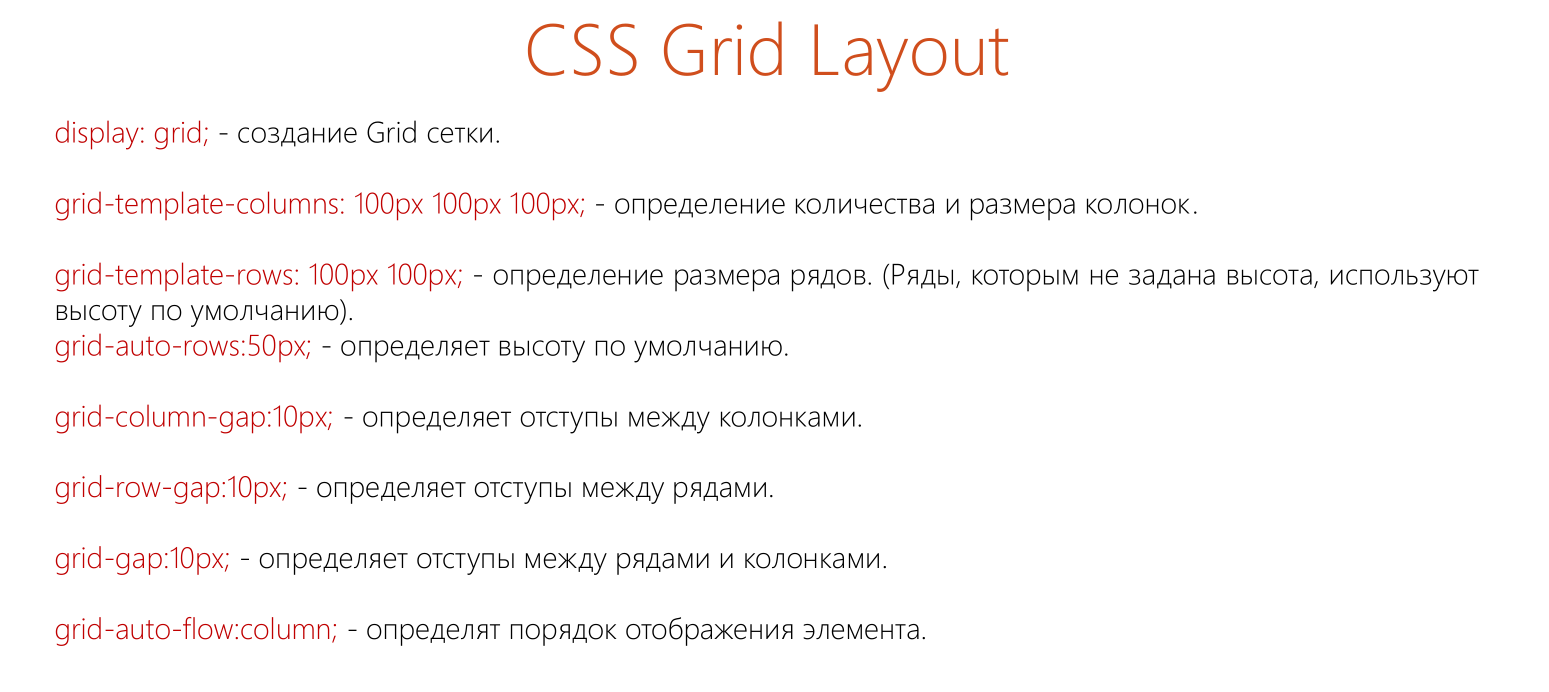 CSS Grid Layout
display: grid; - создание Grid сетки.
grid-template-columns: 100px 100px 100px; - определение количества и размера колонок.
grid-template-rows: 100px 100px; - определение размера рядов. (Ряды, которым не задана высота, используют
высоту по умолчанию).
grid-auto-rows:50px; - определяет высоту по умолчанию.
grid-column-gap:10px; - определяет отступы между колонками.
grid-row-gap:10px; - определяет отступы между рядами.
grid-gap:10px; - определяет отступы между рядами и колонками.
grid-auto-flow:column; - определят порядок отображения элемента.